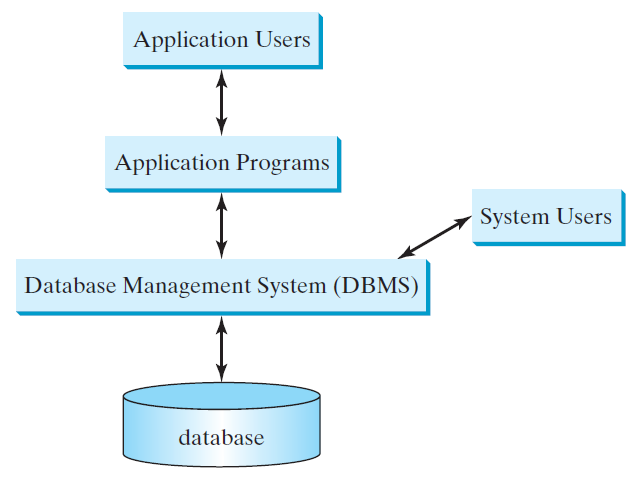 Application Users
Application Programs
System Users
Database Management System (DBMS)
database